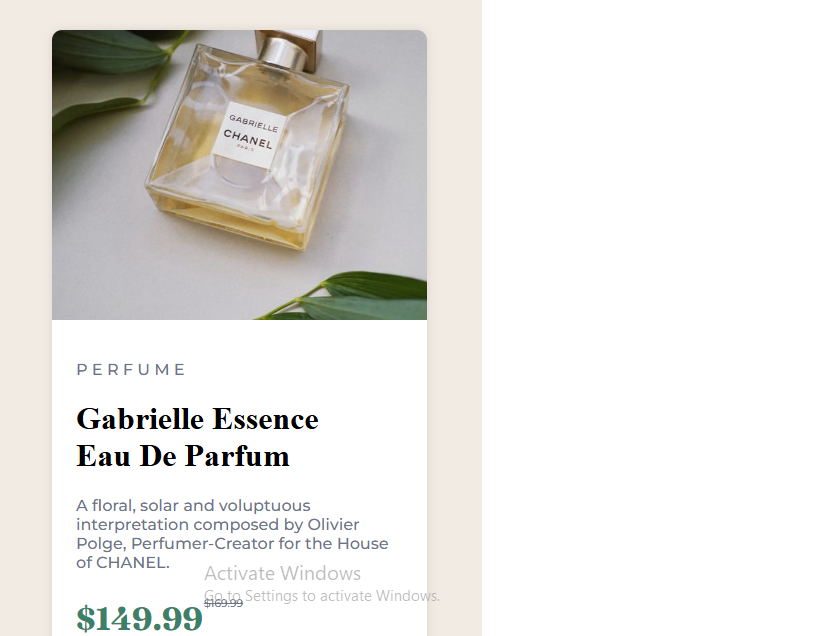 GABRIELLE
CHANEL
PARIS
PERFUME
Gabrielle Essence
Eau De Parfum
A floral, solar and voluptuous
interpretation composed by Olivier
Polge, Perfumer-Creator for the House
of CHANEL.
Activate Windows
Go to Settings to activate Windows.
$149.99 $169.99